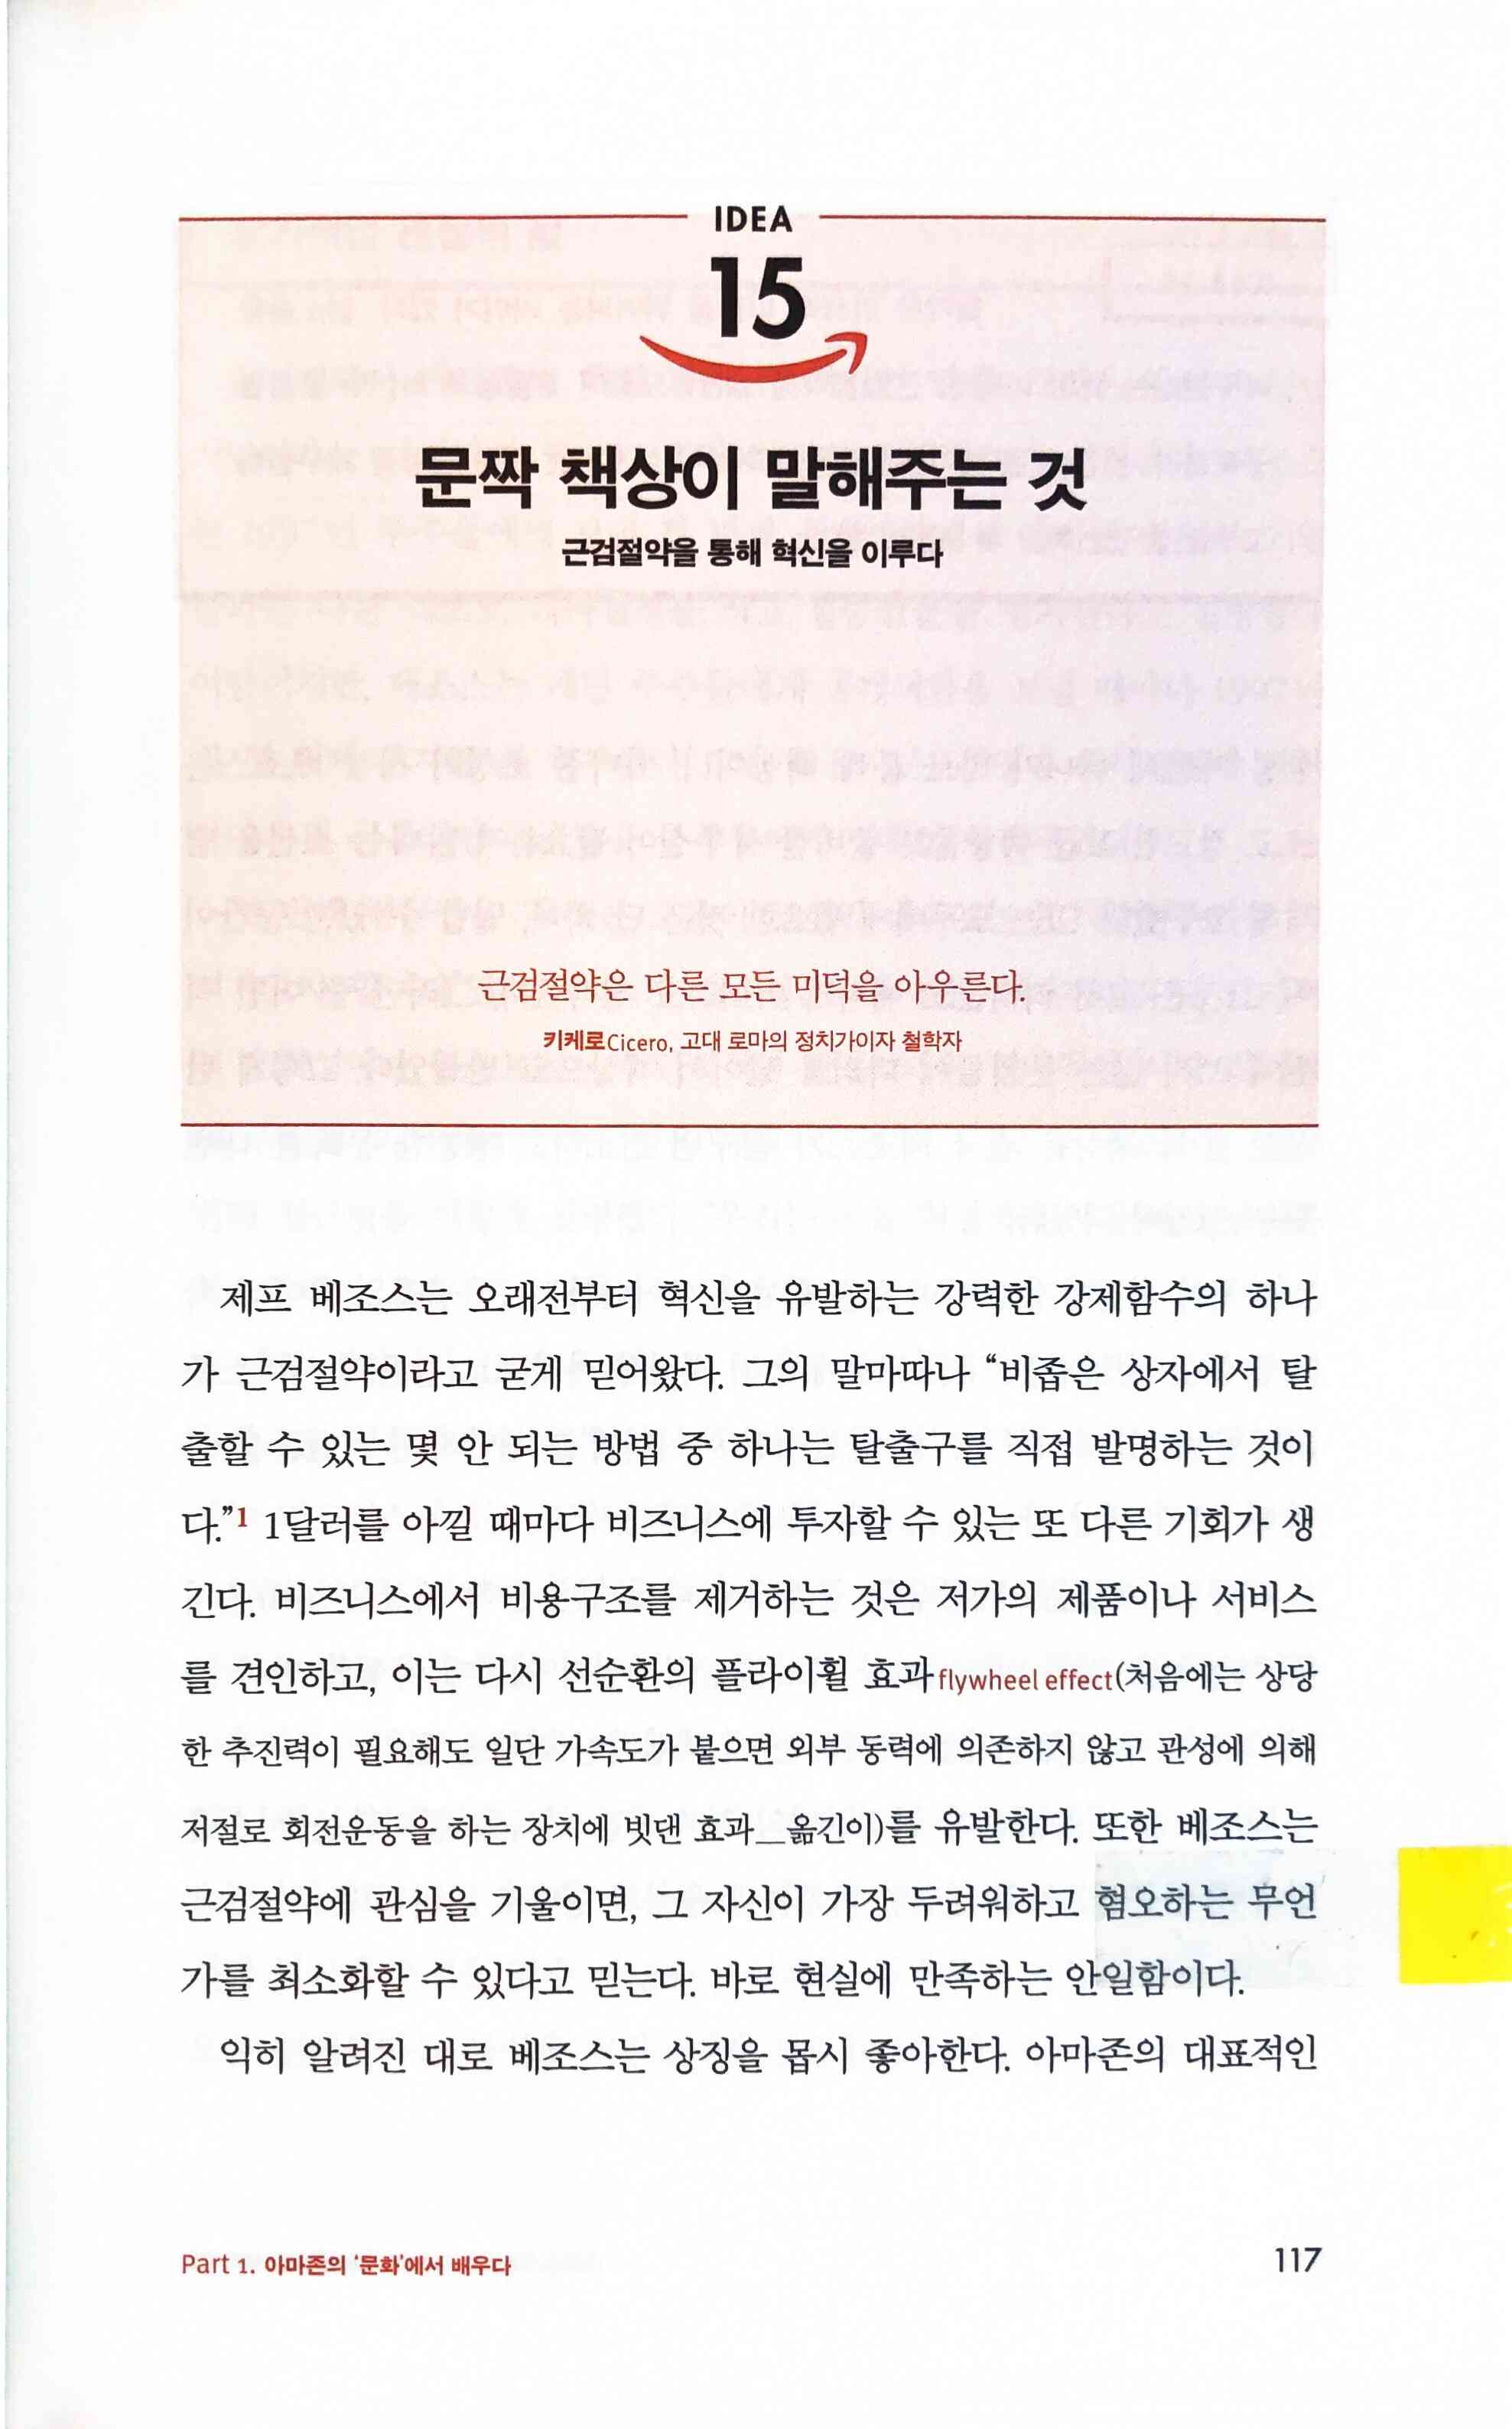 IDEA
15
문짝 책상이 말해주는 것
근검절약을 통해 혁신을 이루다
근검절약은 다른 모든 미덕을 아우른다.
키케로Cicero, 고대 로마의 정치가이자 철학자
제프 베조스는 오래전부터 혁신을 유발하는 강력한 강제함수의 하나
가 근검절약이라고 굳게 믿어왔다. 그의 말마따나 “비좁은 상자에서 탈
출할 수 있는 몇 안 되는 방법 중 하나는 탈출구를 직접 발명하는 것이
다.”1 1달러를 아낄 때마다 비즈니스에 투자할 수 있는 또 다른 기회가 생
긴다. 비즈니스에서 비용구조를 제거하는 것은 저가의 제품이나 서비스
를 견인하고, 이는 다시 선순환의 플라이휠 효과flywheel effect(처음에는 상당
한 추진력이 필요해도 일단 가속도가 붙으면 외부 동력에 의존하지 않고 관성에 의해
저절로 회전운동을 하는 장치에 빗댄 효과_옮긴이)를 유발한다. 또한 베조스는
근검절약에 관심을 기울이면, 그 자신이 가장 두려워하고 혐오하는 무언
가를 최소화할 수 있다고 믿는다. 바로 현실에 만족하는 안일함이다.
익히 알려진 대로 베조스는 상징을 몹시 좋아한다. 아마존의 대표적인
Part 1. 아마존의 ‘문화’에서 배우다
117